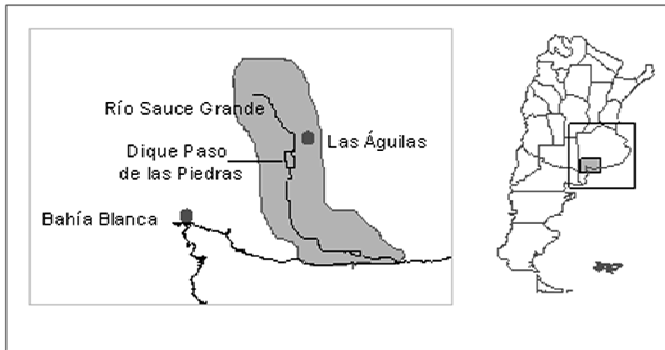 Río Sauce Grande
Las Águilas
Dique Paso
de las Piedras
Bahía Blanca